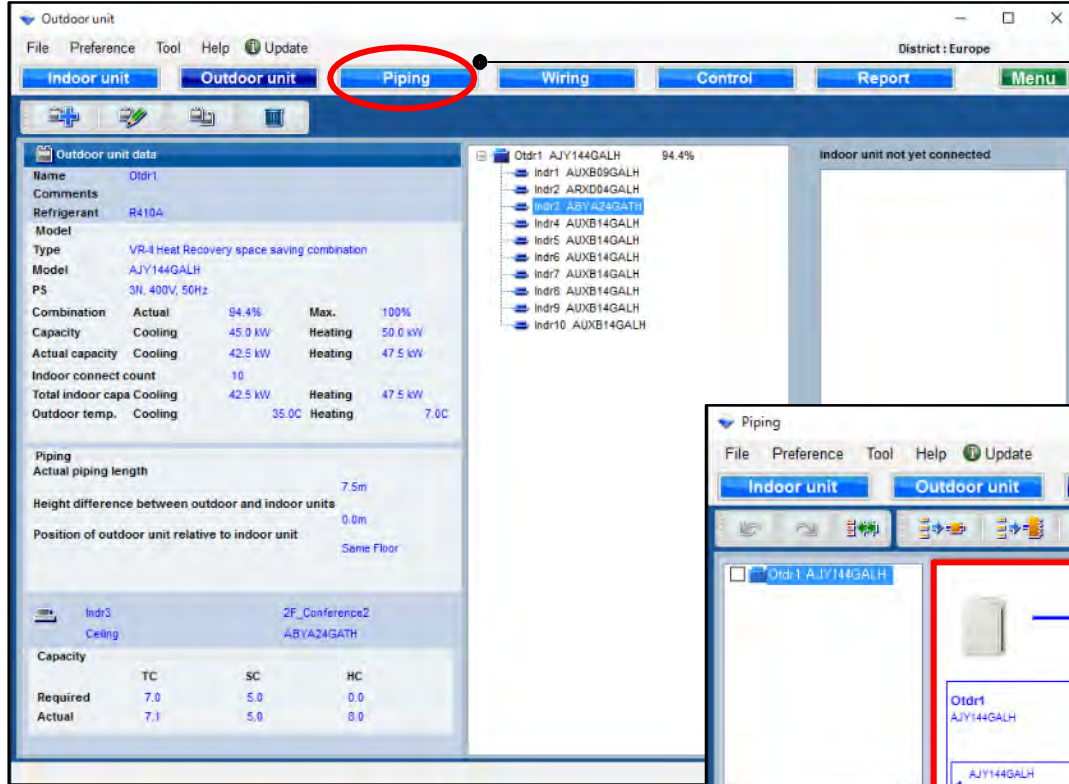 Outdoor unit
File Preference Tool Help Update
District : Europe
Indoor unit Outdoor unit Piping Wiring Control Report Menu
Outdoor unit data
Name Otdr1
Comments
Refrigerant R410A
Model
Type VR-II Heat Recovery space saving combination
Model AJY144GALH
PS 3N, 400V, 50Hz
Combination Actual 94.4% Max. 100%
Capacity Cooling 45.0 kW Heating 50.0 kW
Actual capacity Cooling 42.5 kW Heating 47.5 kW
Indoor connect count 10
Total indoor capa Cooling 42.5 kW Heating 47.5 kW
Outdoor temp. Cooling 35.0C Heating 7.0C
Piping
Actual piping length
7.5m
Height difference between outdoor and indoor units
0.0m
Position of outdoor unit relative to indoor unit
Same Floor
Indr3 2F_Conference2
Ceiling ABYA24GATH
Capacity
TC SC HC
Required 7.0 5.0 0.0
Actual 7.1 5.0 8.0
Otdr1 AJY144GALH 94.4%
Indr1 AUXB09GALH
Indr2 ARXD04GALH
Indr3 ABYA24GATH
Indr4 AUXB14GALH
Indr5 AUXB14GALH
Indr6 AUXB14GALH
Indr7 AUXB14GALH
Indr8 AUXB14GALH
Indr9 AUXB14GALH
Indr10 AUXB14GALH
Indoor unit not yet connected
Piping
File Preference Tool Help Update
Indoor unit Outdoor unit
Otdr1 AJY144GALH
Otdr1
AJY144GALH
AJY144GALH